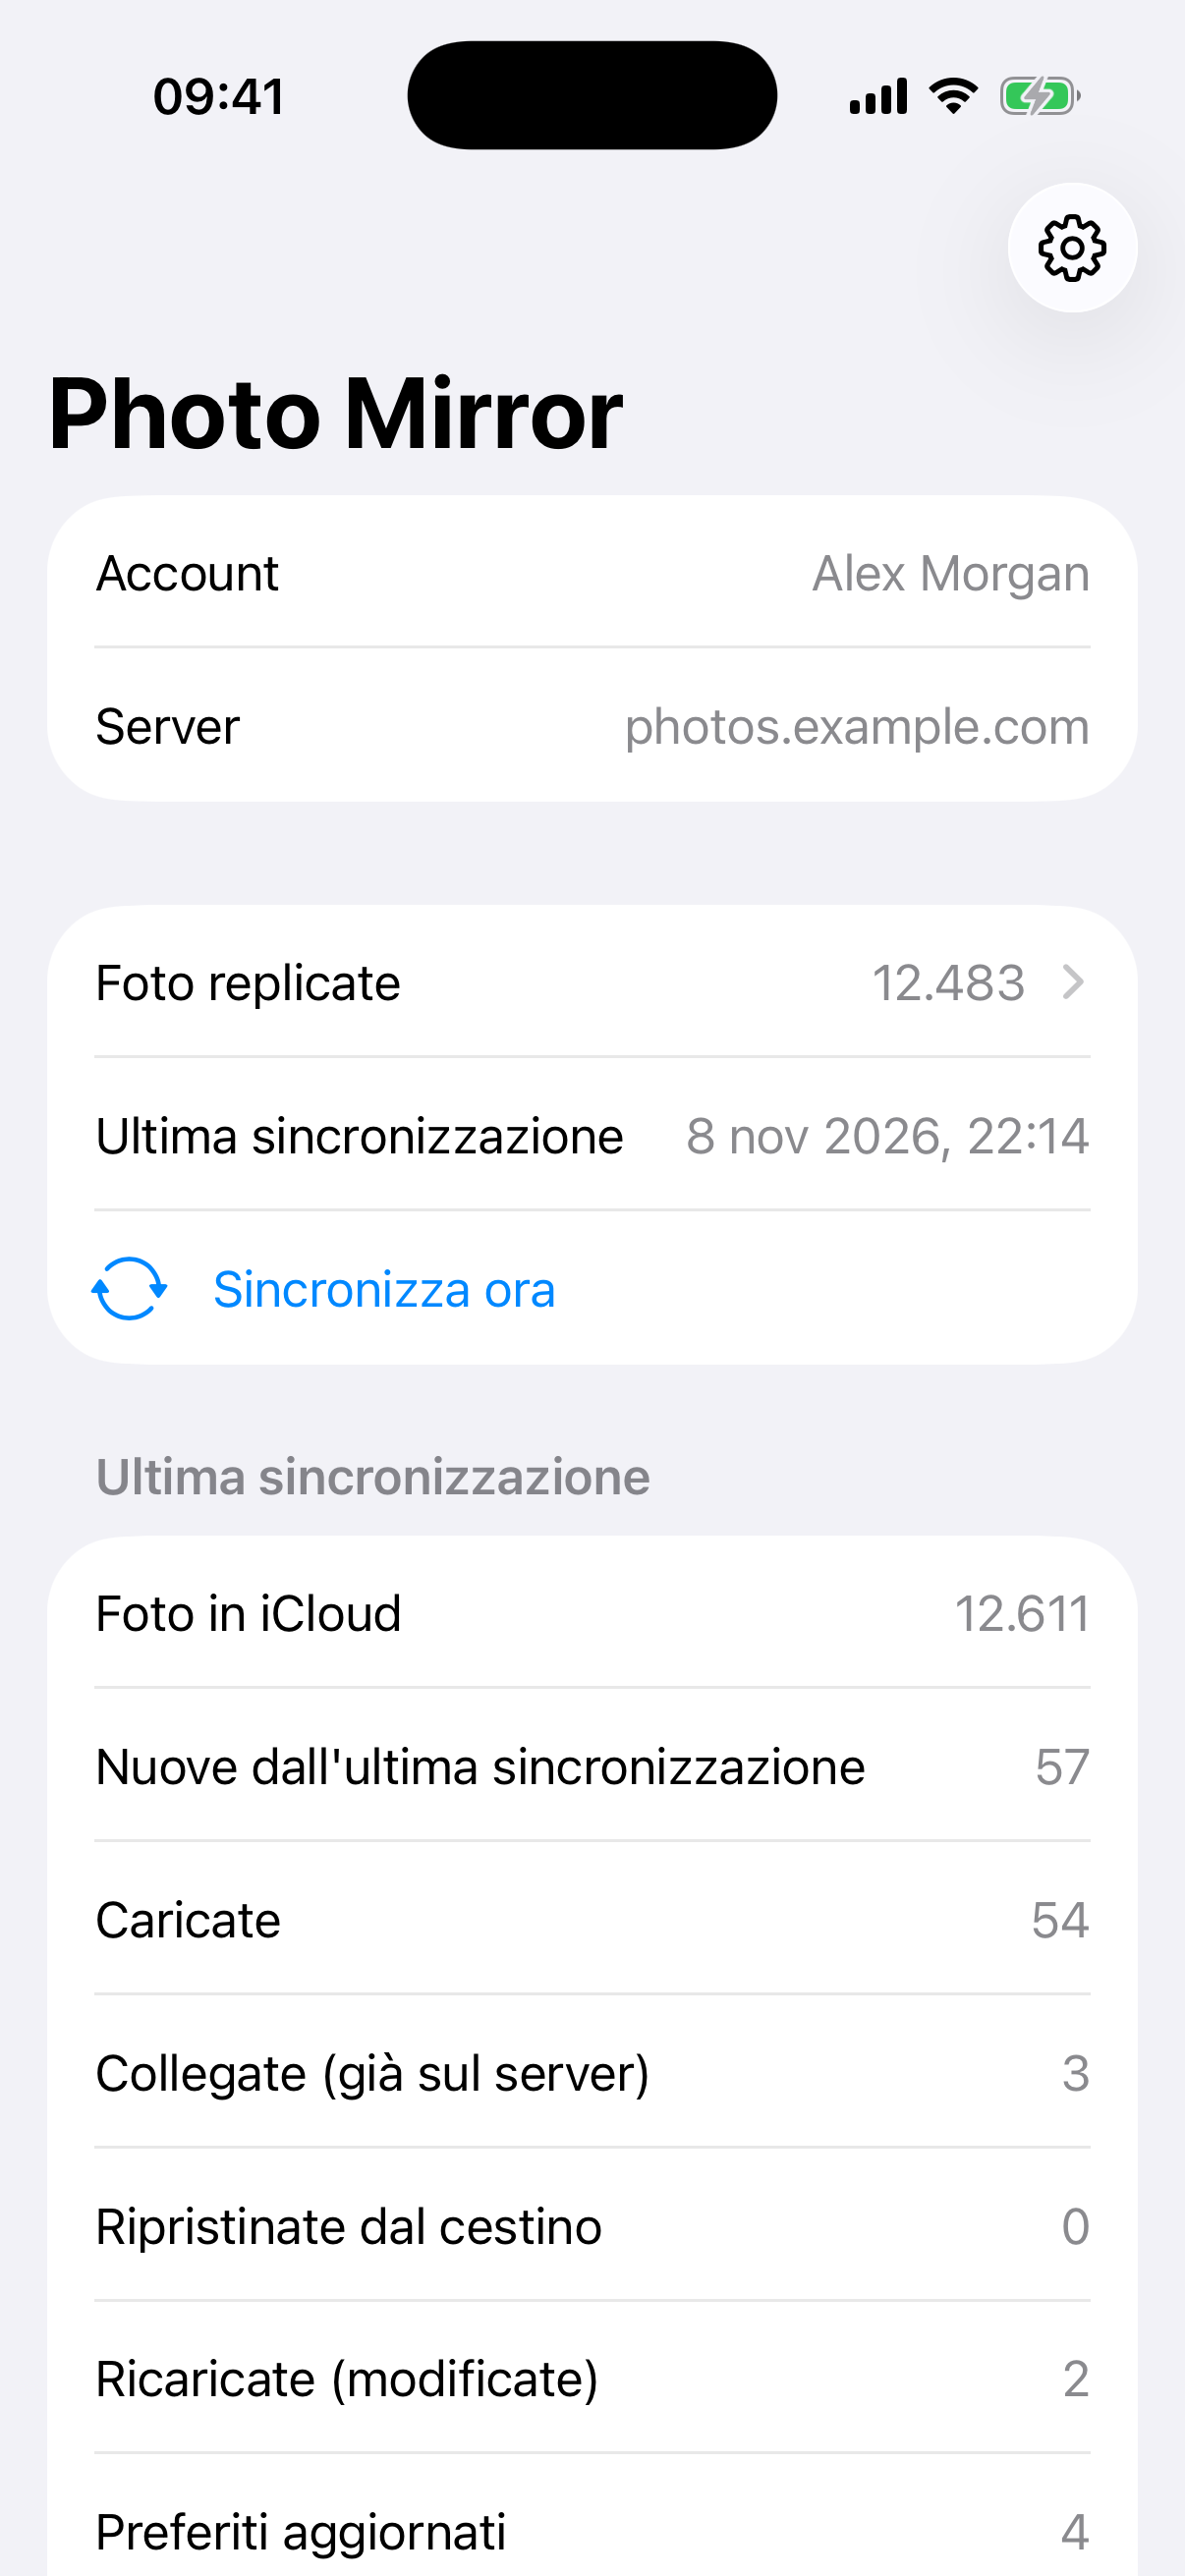 09:41
Photo Mirror
Account Alex Morgan
Server photos.example.com
Foto replicate 12.483
Ultima sincronizzazione 8 nov 2026, 22:14
Sincronizza ora
Ultima sincronizzazione
Foto in iCloud 12.611
Nuove dall'ultima sincronizzazione 57
Caricate 54
Collegate (già sul server) 3
Ripristinate dal cestino 0
Ricaricate (modificate) 2
Preferiti aggiornati 4